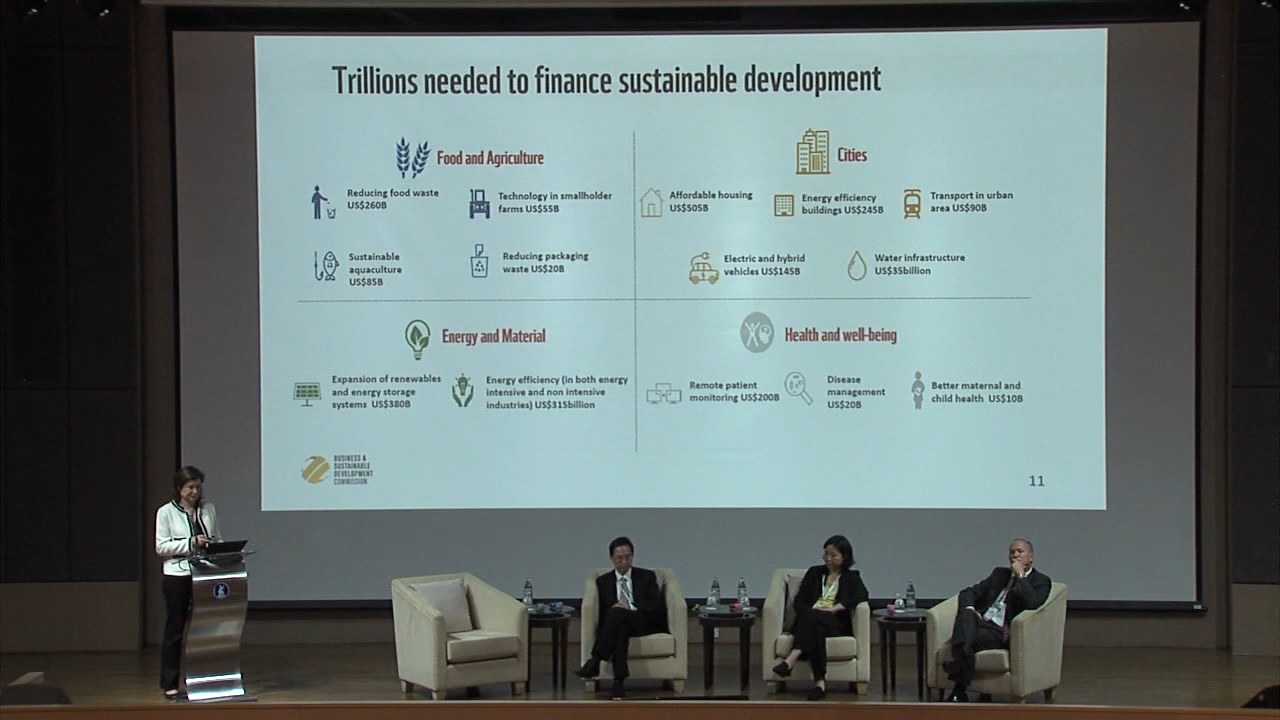 Trillions needed to finance sustainable development
Food and Agriculture
Reducing food waste
US$260B
Technology in smallholder
farms US$55B
Sustainable
aquaculture
US$85B
Reducing packaging
waste US$20B
Cities
Affordable housing
US$505B
Energy efficiency
buildings US$245B
Transport in urban
area US$90B
Electric and hybrid
vehicles US$145B
Water infrastructure
US$35billion
Energy and Material
Expansion of renewables
and energy storage
systems US$380B
Energy efficiency (in both energy
intensive and non intensive
industries) US$315billion
Health and well-being
Remote patient
monitoring US$200B
Disease
management
US$20B
Better maternal and
child health US$10B
BUSINESS &
SUSTAINABLE
DEVELOPMENT
COMMISSION
11